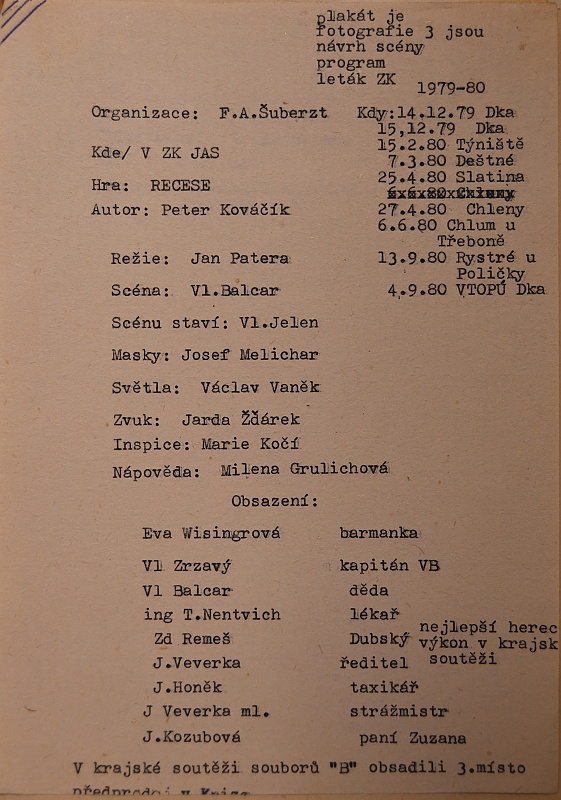 plakát je
fotografie 3 jsou
návrh scény
program
leták ZK
1979-80
Organizace: F.A.Šuberzt Kdy:14.12.79 Dka
15,12.79 Dka
Kde/ V ZK JAS 15.2.80 Týniště
7.3.80 Deštné
Hra: RECESE 25.4.80 Slatina
6.6.80 Chleny
Autor: Peter Kováčík 27.4.80 Chleny
6.6.80 Chlum u
Třeboně
Režie: Jan Patera 13.9.80 Rystré u
Poličky
Scéna: Vl.Balcar 4.9.80 VTOPÚ Dka
Scénu staví: Vl.Jelen
Masky: Josef Melichar
Světla: Václav Vaněk
Zvuk: Jarda Žďárek
Inspice: Marie Kočí
Nápověda: Milena Grulichová
Obsazení:
Eva Wisingrová barmanka
Vl Zrzavý kapitán VB
Vl Balcar děda
ing T.Nentvich lékař
nejlepší herec
Zd Remeš Dubský výkon v krajsk
soutěži
J.Veverka ředitel
J.Honěk taxikář
J Veverka ml. strážmistr
J.Kozubová paní Zuzana
V krajské soutěži souborů "B" obsadili 3.místo